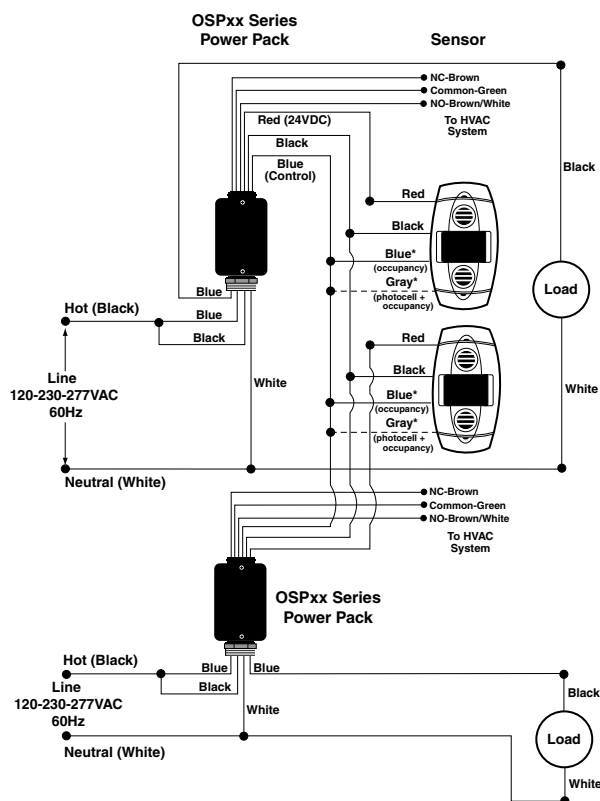 OSPxx Series
Power Pack
Sensor
NC-Brown
Common-Green
NO-Brown/White
To HVAC
System
Red (24VDC)
Black
Blue
(Control)
Black
Red
Black
Blue*
(occupancy)
Gray*
(photocell +
occupancy)
Load
Blue
Hot (Black)
Blue
Black
Line
120-230-277VAC
60Hz
White
Red
Black
Blue*
(occupancy)
Gray*
(photocell +
occupancy)
White
Neutral (White)
NC-Brown
Common-Green
NO-Brown/White
To HVAC
System
OSPxx Series
Power Pack
Hot (Black)
Blue
Blue
Black
Line
120-230-277VAC
60Hz
White
Black
Load
Neutral (White)
White